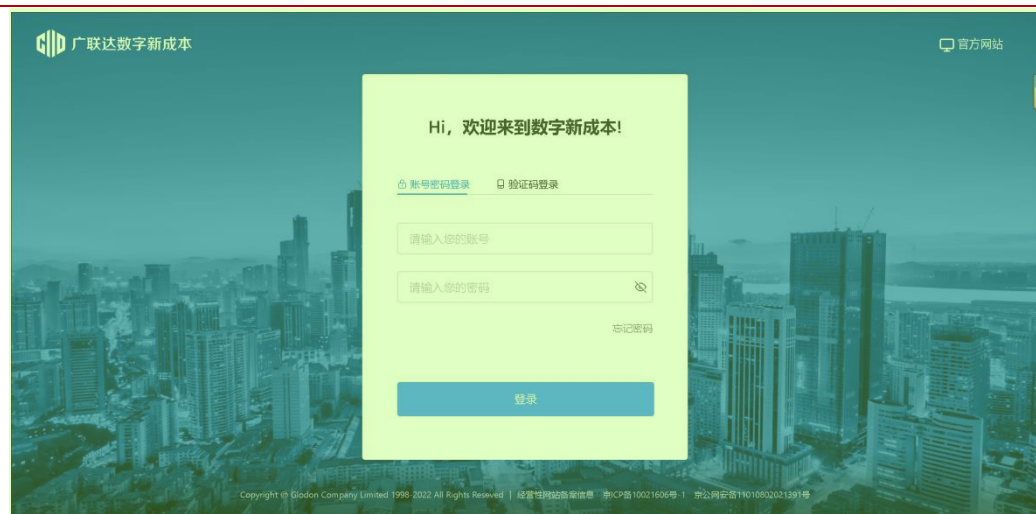 广联达数字新成本
官方网站
Hi，欢迎来到数字新成本!
账号密码登录 验证码登录
请输入您的账号
请输入您的密码
忘记密码
登录
Copyright © Glodon Company Limited 1998-2022 All Rights Reseved | 经营性网站备案信息 京ICP备10021606号-1 京公网安备11010802021391号